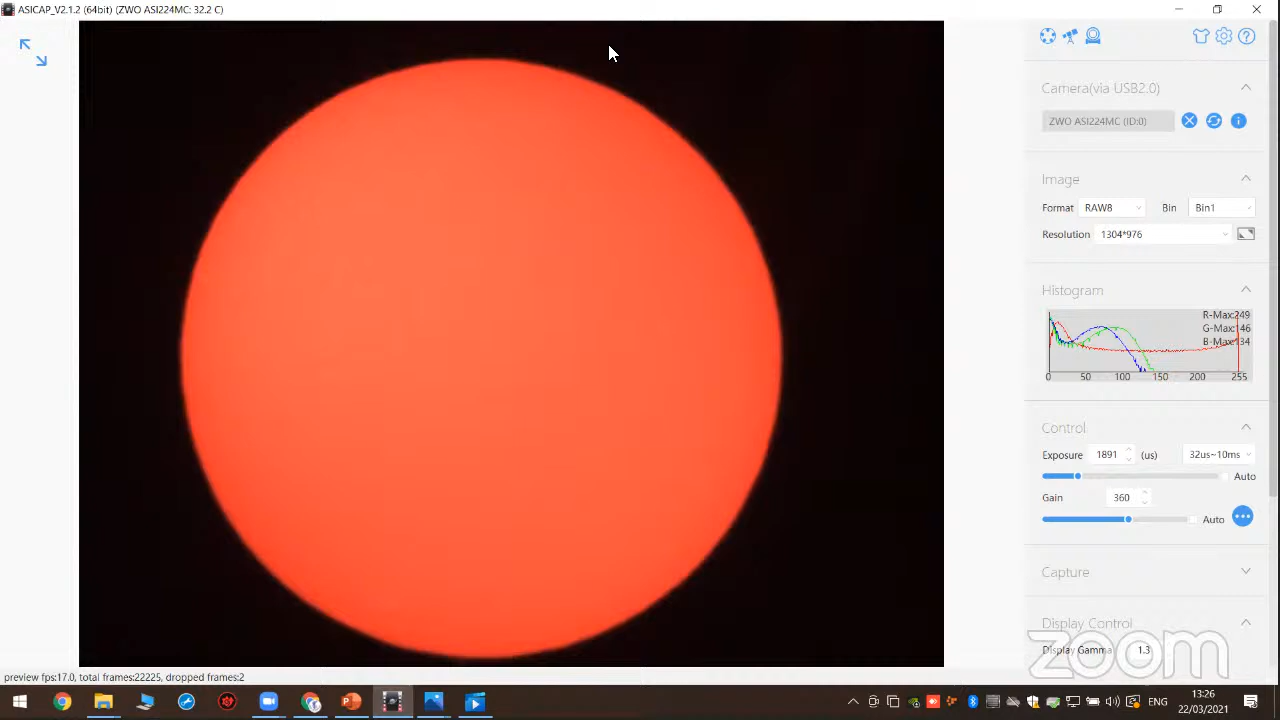 ASICAP_V2.1.2 (64bit) (ZWO ASI224MC: 32.2 C)
Camera(via USB2.0)
ZWO ASI224MC (ID:0)
Image
Format RAW8 Bin Bin1
Resolution 1304*976
Histogram
R-Max:249
G-Max:146
B-Max:134
0 50 100 150 200 255
Control
Exposure 1891 (us) 32us~10ms
Auto
Gain 360
Auto
Capture
Display Control
Display Gamma 1.3
zoom
preview fps:17.0, total frames:22225, dropped frames:2
ENG
13:26
22/03/2021